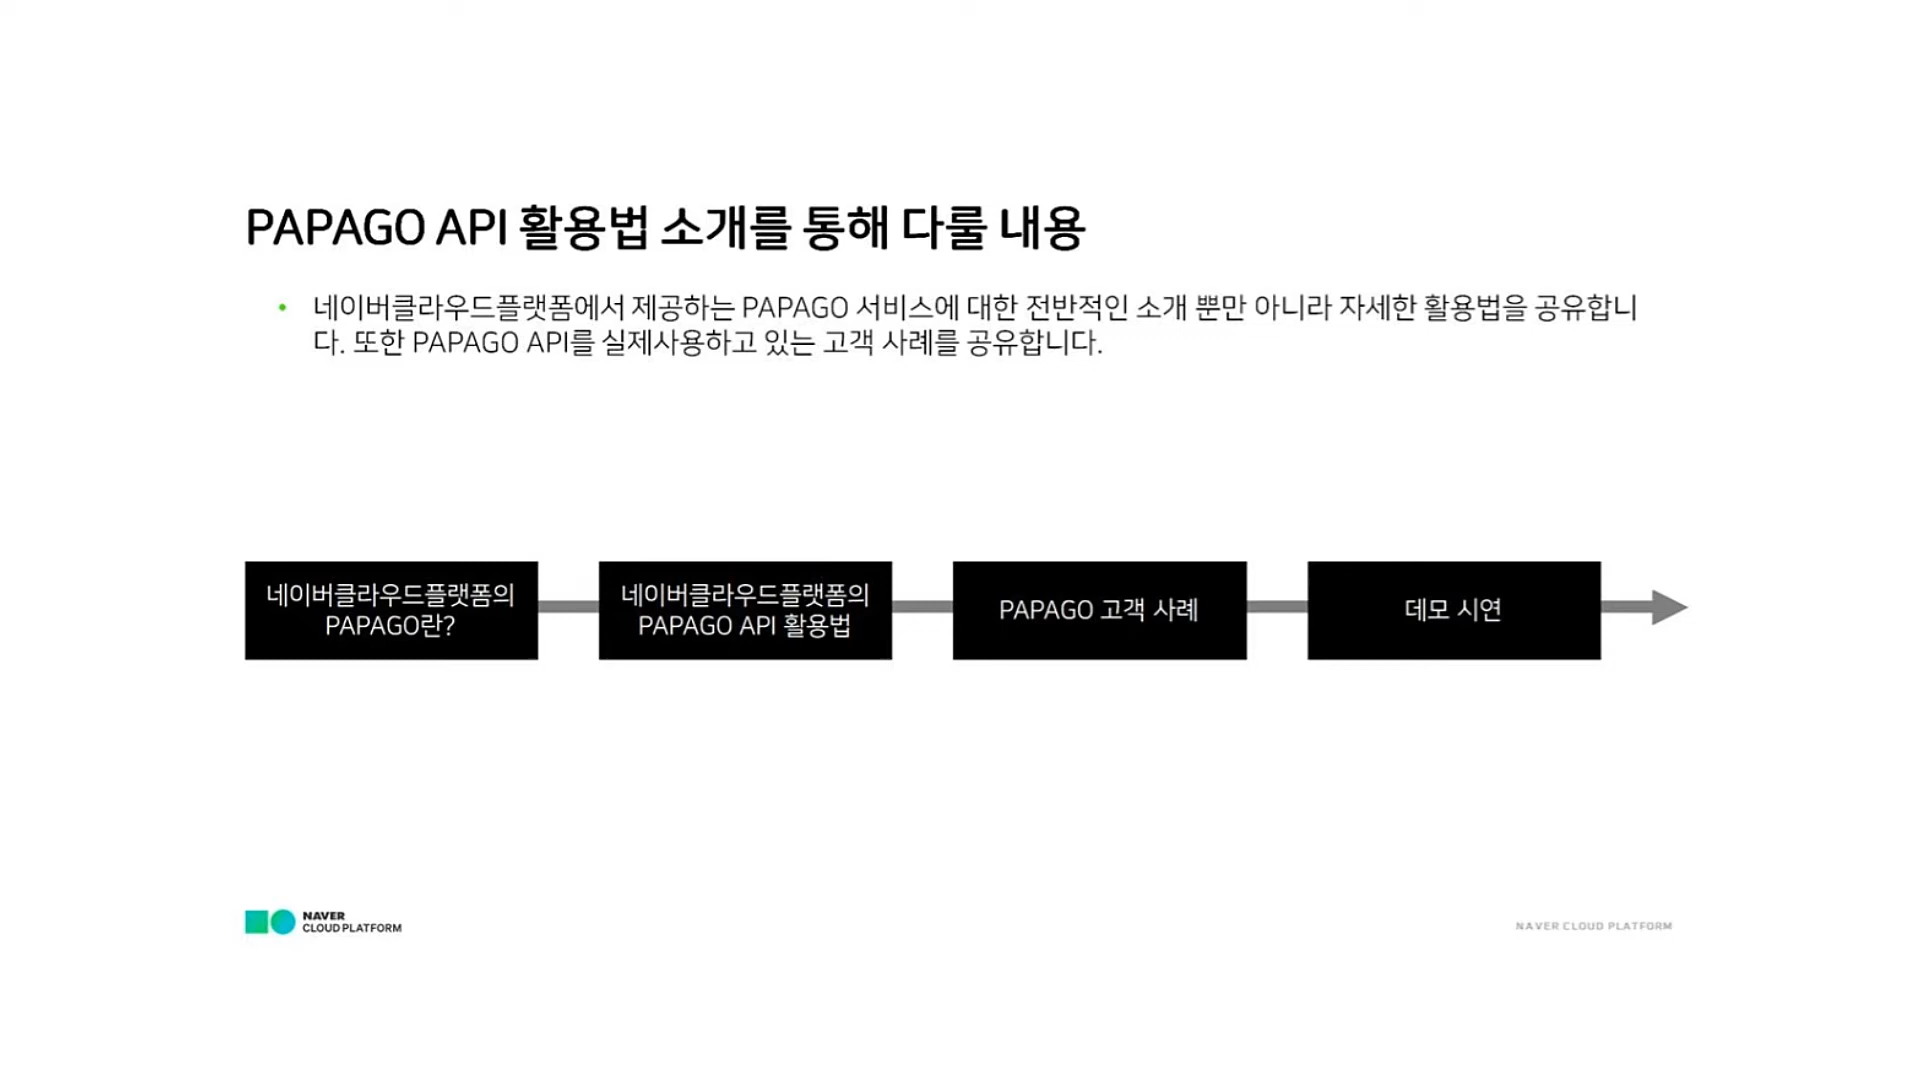 PAPAGO API 활용법 소개를 통해 다룰 내용
• 네이버클라우드플랫폼에서 제공하는 PAPAGO 서비스에 대한 전반적인 소개 뿐만 아니라 자세한 활용법을 공유합니
다. 또한 PAPAGO API를 실제사용하고 있는 고객 사례를 공유합니다.
네이버클라우드플랫폼의
PAPAGO란?
네이버클라우드플랫폼의
PAPAGO API 활용법
PAPAGO 고객 사례
데모 시연
NAVER
CLOUD PLATFORM
NAVER CLOUD PLATFORM